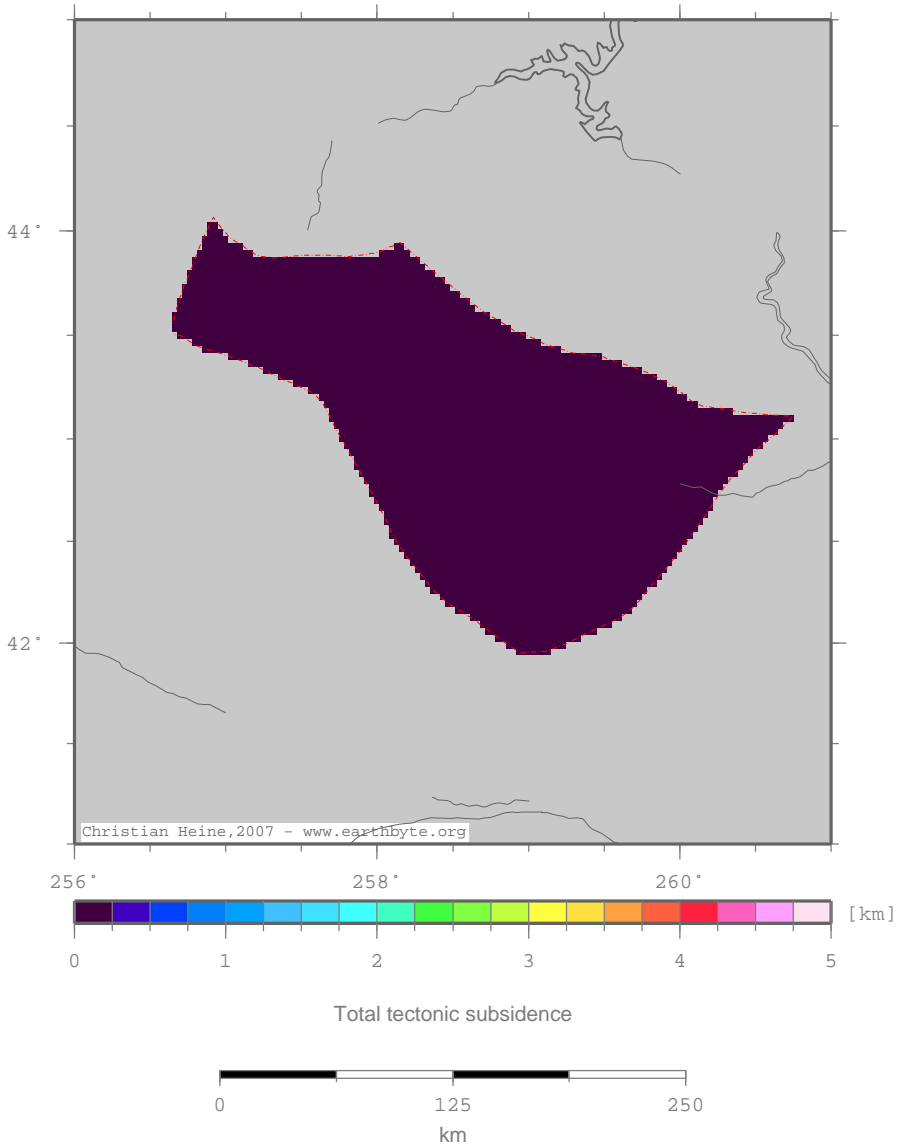 44°
42°
Christian Heine,2007 - www.earthbyte.org
256° 258° 260°
[km]
0 1 2 3 4 5
Total tectonic subsidence
0 125 250
km